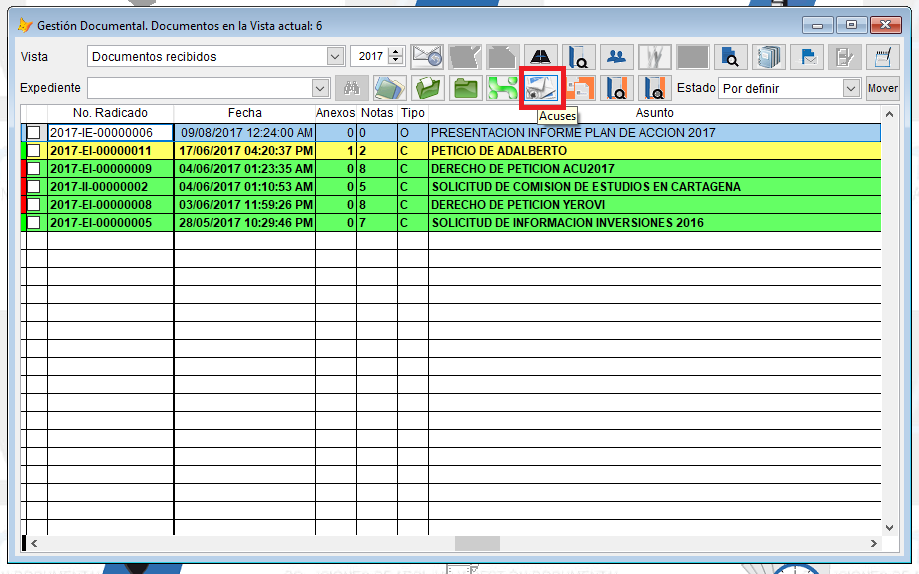 Gestión Documental. Documentos en la Vista actual: 6
Vista Documentos recibidos 2017
Expediente Estado Por definir Mover
Acuses
No. Radicado Fecha Anexos Notas Tipo Asunto
2017-IE-00000006 09/08/2017 12:24:00 AM 0 0 O PRESENTACION INFORME PLAN DE ACCION 2017
2017-EI-00000011 17/06/2017 04:20:37 PM 1 2 C PETICIO DE ADALBERTO
2017-EI-00000009 04/06/2017 01:23:35 AM 0 8 C DERECHO DE PETICION ACU2017
2017-II-00000002 04/06/2017 01:10:53 AM 0 5 C SOLICITUD DE COMISION DE ESTUDIOS EN CARTAGENA
2017-EI-00000008 03/06/2017 11:59:26 PM 0 8 C DERECHO DE PETICION YEROVI
2017-EI-00000005 28/05/2017 10:29:46 PM 0 7 C SOLICITUD DE INFORMACION INVERSIONES 2016